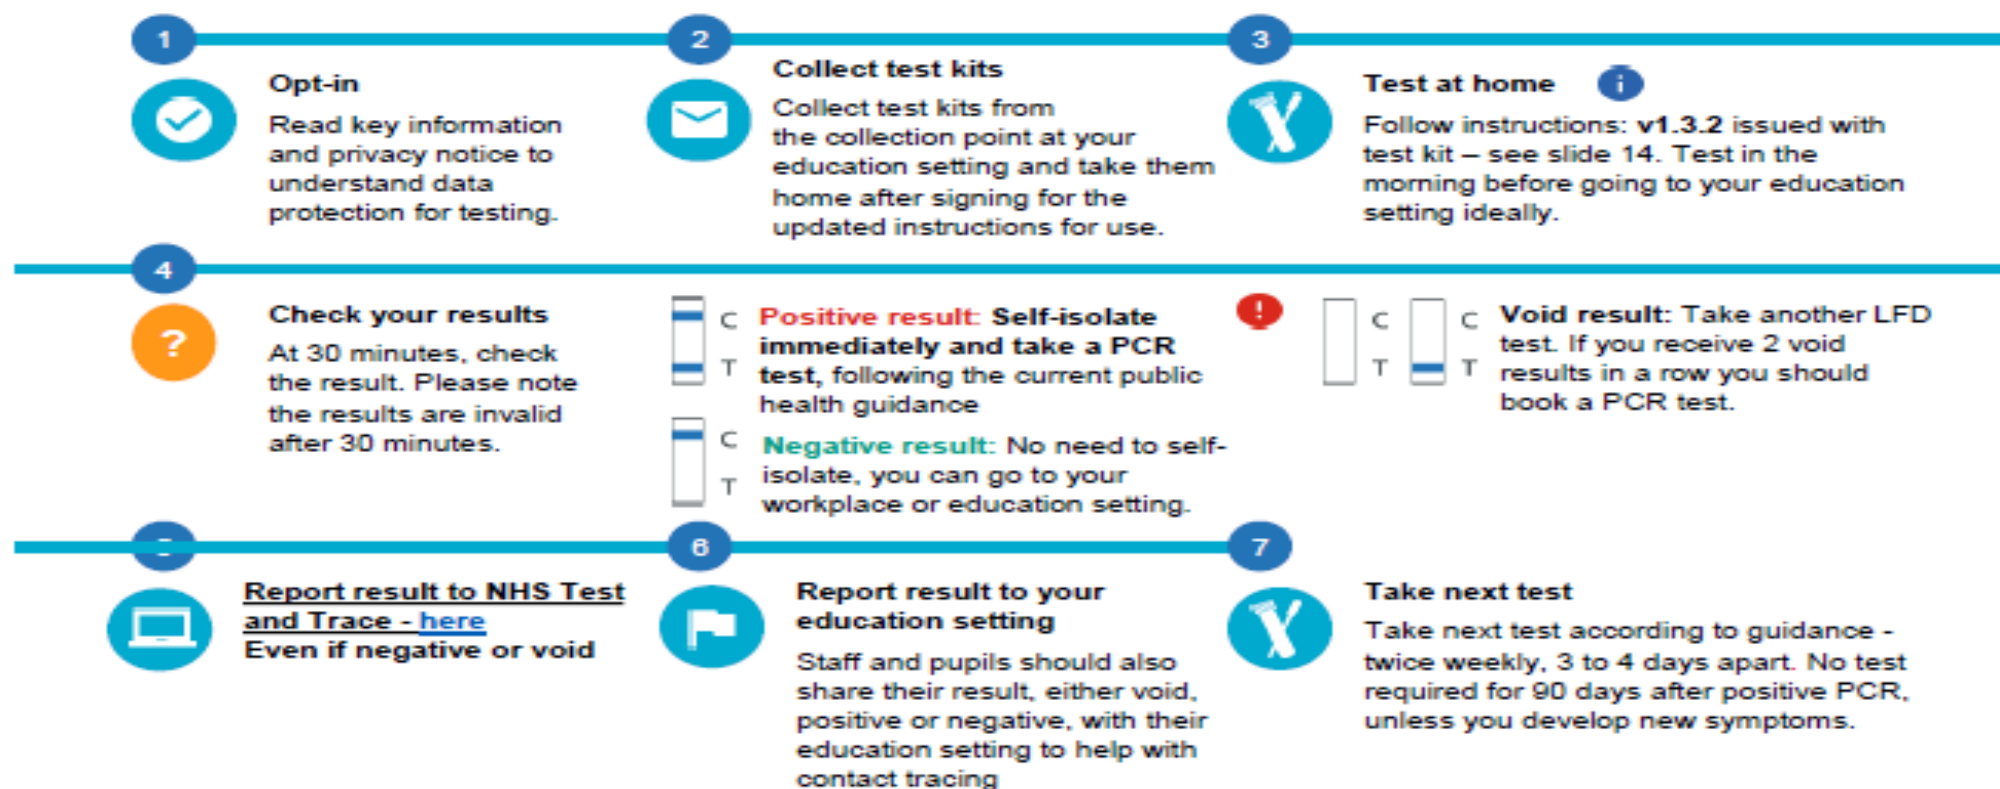 1
2
3
Opt-in
Read key information
and privacy notice to
understand data
protection for testing.
Collect test kits
Collect test kits from
the collection point at your
education setting and take them
home after signing for the
updated instructions for use.
Test at home i
Follow instructions: v1.3.2 issued with
test kit – see slide 14. Test in the
morning before going to your education
setting ideally.
4
?
Check your results
At 30 minutes, check
the result. Please note
the results are invalid
after 30 minutes.
C
T
Positive result: Self-isolate
immediately and take a PCR
test, following the current public
health guidance
C
T
Negative result: No need to self-
isolate, you can go to your
workplace or education setting.
!
C
T
C
T
Void result: Take another LFD
test. If you receive 2 void
results in a row you should
book a PCR test.
6
7
Report result to NHS Test
and Trace - here
Even if negative or void
Report result to your
education setting
Staff and pupils should also
share their result, either void,
positive or negative, with their
education setting to help with
contact tracing
Take next test
Take next test according to guidance -
twice weekly, 3 to 4 days apart. No test
required for 90 days after positive PCR,
unless you develop new symptoms.